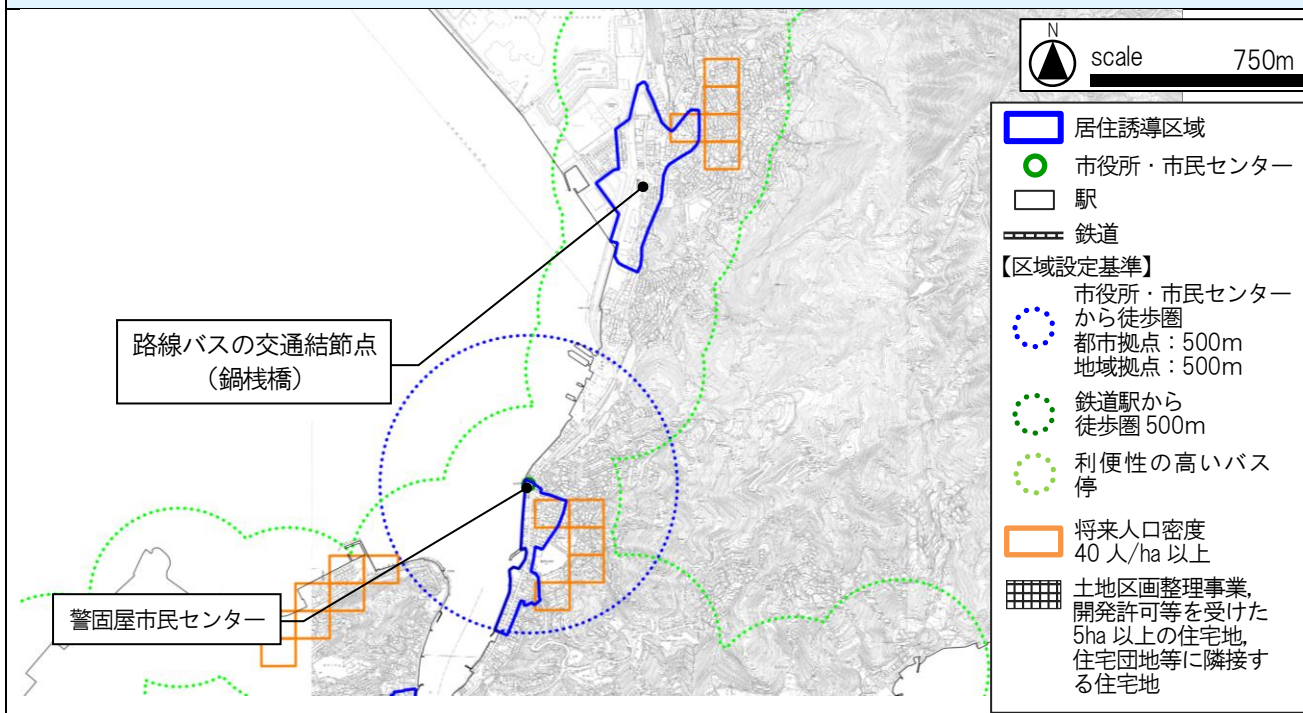 N
scale 750m
居住誘導区域
市役所・市民センター
駅
鉄道
【区域設定基準】
市役所・市民センター
から徒歩圏
都市拠点：500m
地域拠点：500m
鉄道駅から
徒歩圏 500m
利便性の高いバス
停
将来人口密度
40 人/ha 以上
土地区画整理事業，
開発許可等を受けた
5ha 以上の住宅地，
住宅団地等に隣接す
る住宅地
路線バスの交通結節点
（鍋桟橋）
警固屋市民センター